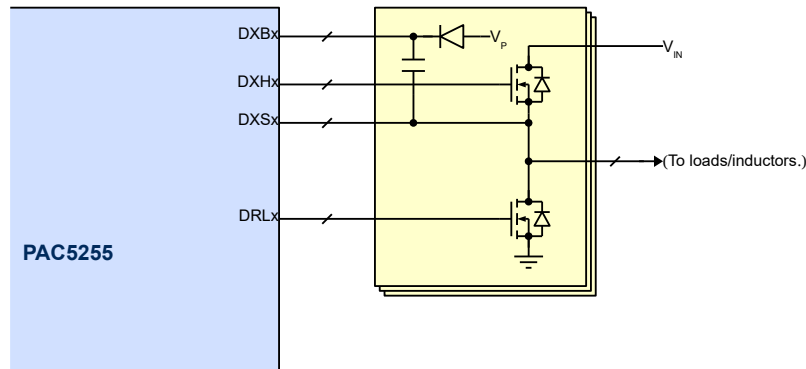 DXBx
V_P
V_IN
DXHx
DXSx
(To loads/inductors.)
DRLx
PAC5255